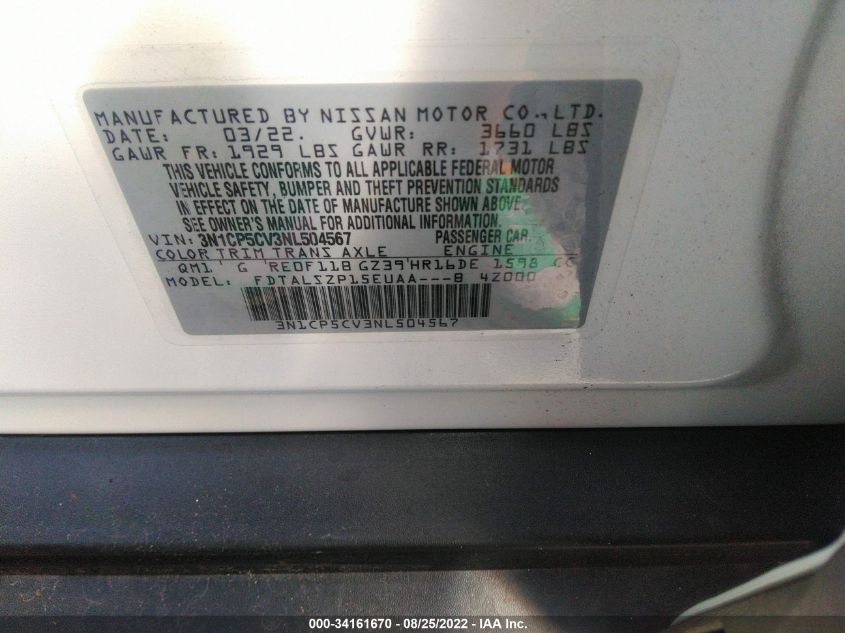 MANUFACTURED BY NISSAN MOTOR CO., LTD.
DATE: 03/22. GVWR: 3660 LBS
GAWR FR: 1929 LBS GAWR RR: 1731 LBS
THIS VEHICLE CONFORMS TO ALL APPLICABLE FEDERAL MOTOR
VEHICLE SAFETY, BUMPER AND THEFT PREVENTION STANDARDS
IN EFFECT ON THE DATE OF MANUFACTURE SHOWN ABOVE.
SEE OWNER'S MANUAL FOR ADDITIONAL INFORMATION.
VIN: 3N1CP5CV3NL504567 PASSENGER CAR
COLOR TRIM TRANS AXLE ENGINE
QM1 G RE0F11B GZ39 HR16DE 1598 CC
MODEL: FDTALSZP15EUAA---B 4Z000
3N1CP5CV3NL504567
000-34161670 - 08/25/2022 - IAA Inc.